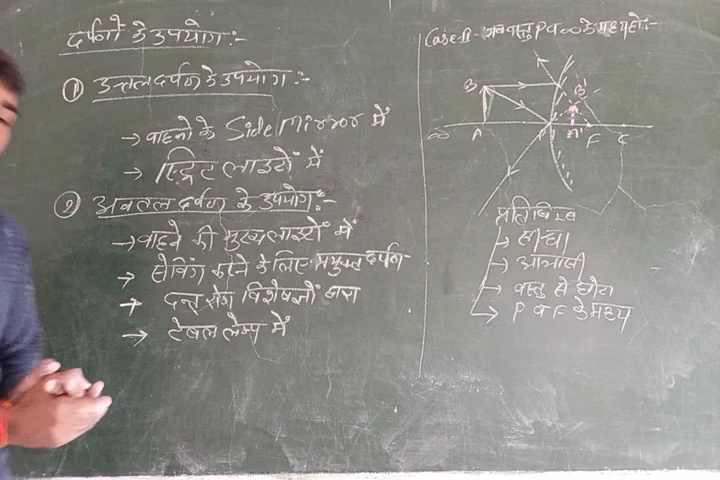 दर्पणों के उपयोग :-
① उत्तल दर्पण के उपयोग :-
→ वाहनो के Side Mirror में
→ स्ट्रिट लाइटों में
② अवतल दर्पण के उपयोग :-
→ वाहनो की मुख्य लाइटों में
→ सेविंग करने के लिए प्रयुक्त दर्पण
→ दन्त रोग विशेषज्ञों द्वारा
→ टेबल लैम्प में
Case-II - जब वस्तु P व ∞ के मध्य हो :-
B B'
∞ A A' F C
प्रतिबिम्ब
→ सीधा
→ आभासी
→ वस्तु से छोटा
→ P व F के मध्य